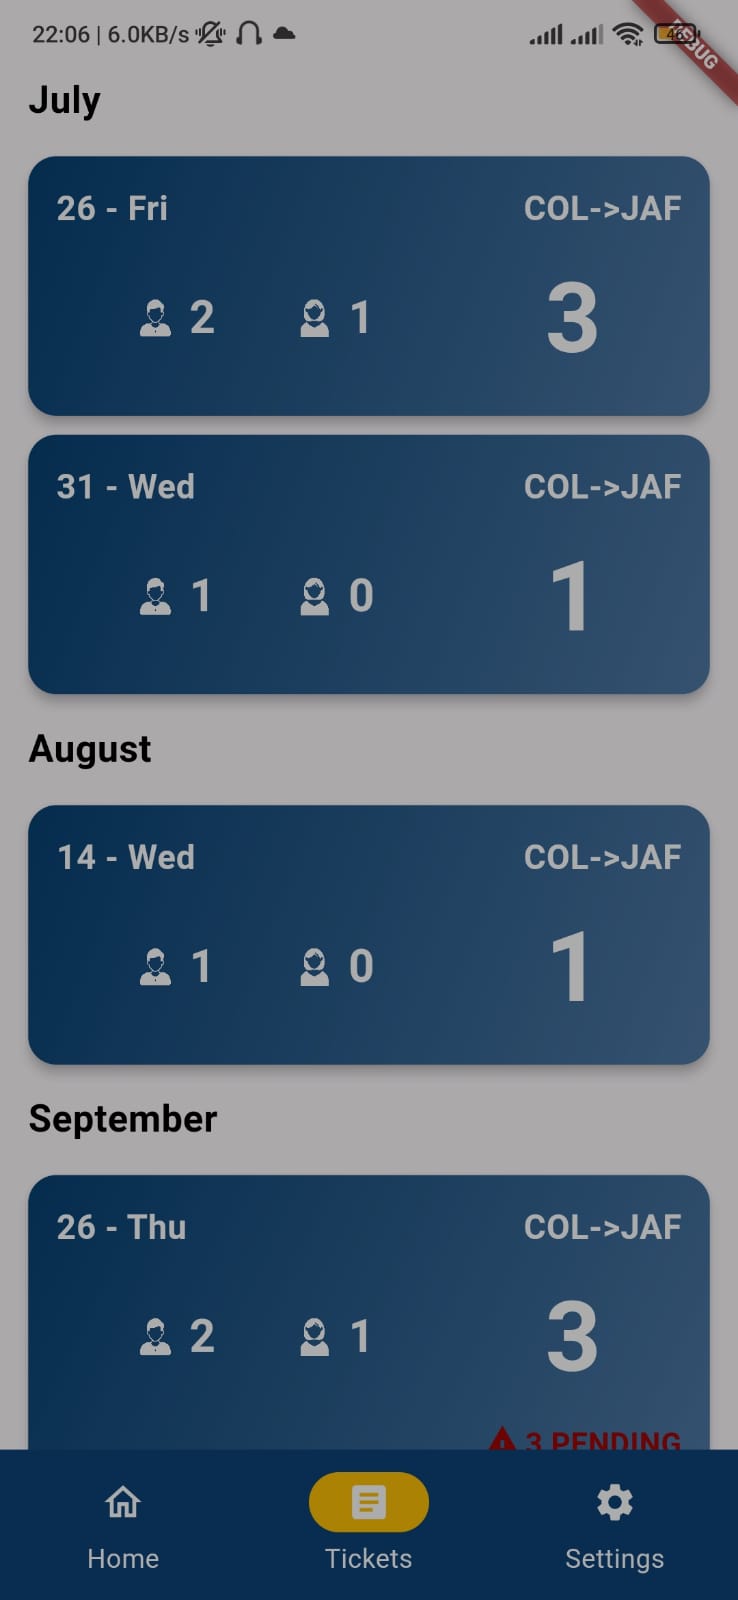 22:06 | 6.0KB/s
46
DEBUG
July
26 - Fri
COL->JAF
2
1
3
31 - Wed
COL->JAF
1
0
1
August
14 - Wed
COL->JAF
1
0
1
September
26 - Thu
COL->JAF
2
1
3
3 PENDING
Home
Tickets
Settings